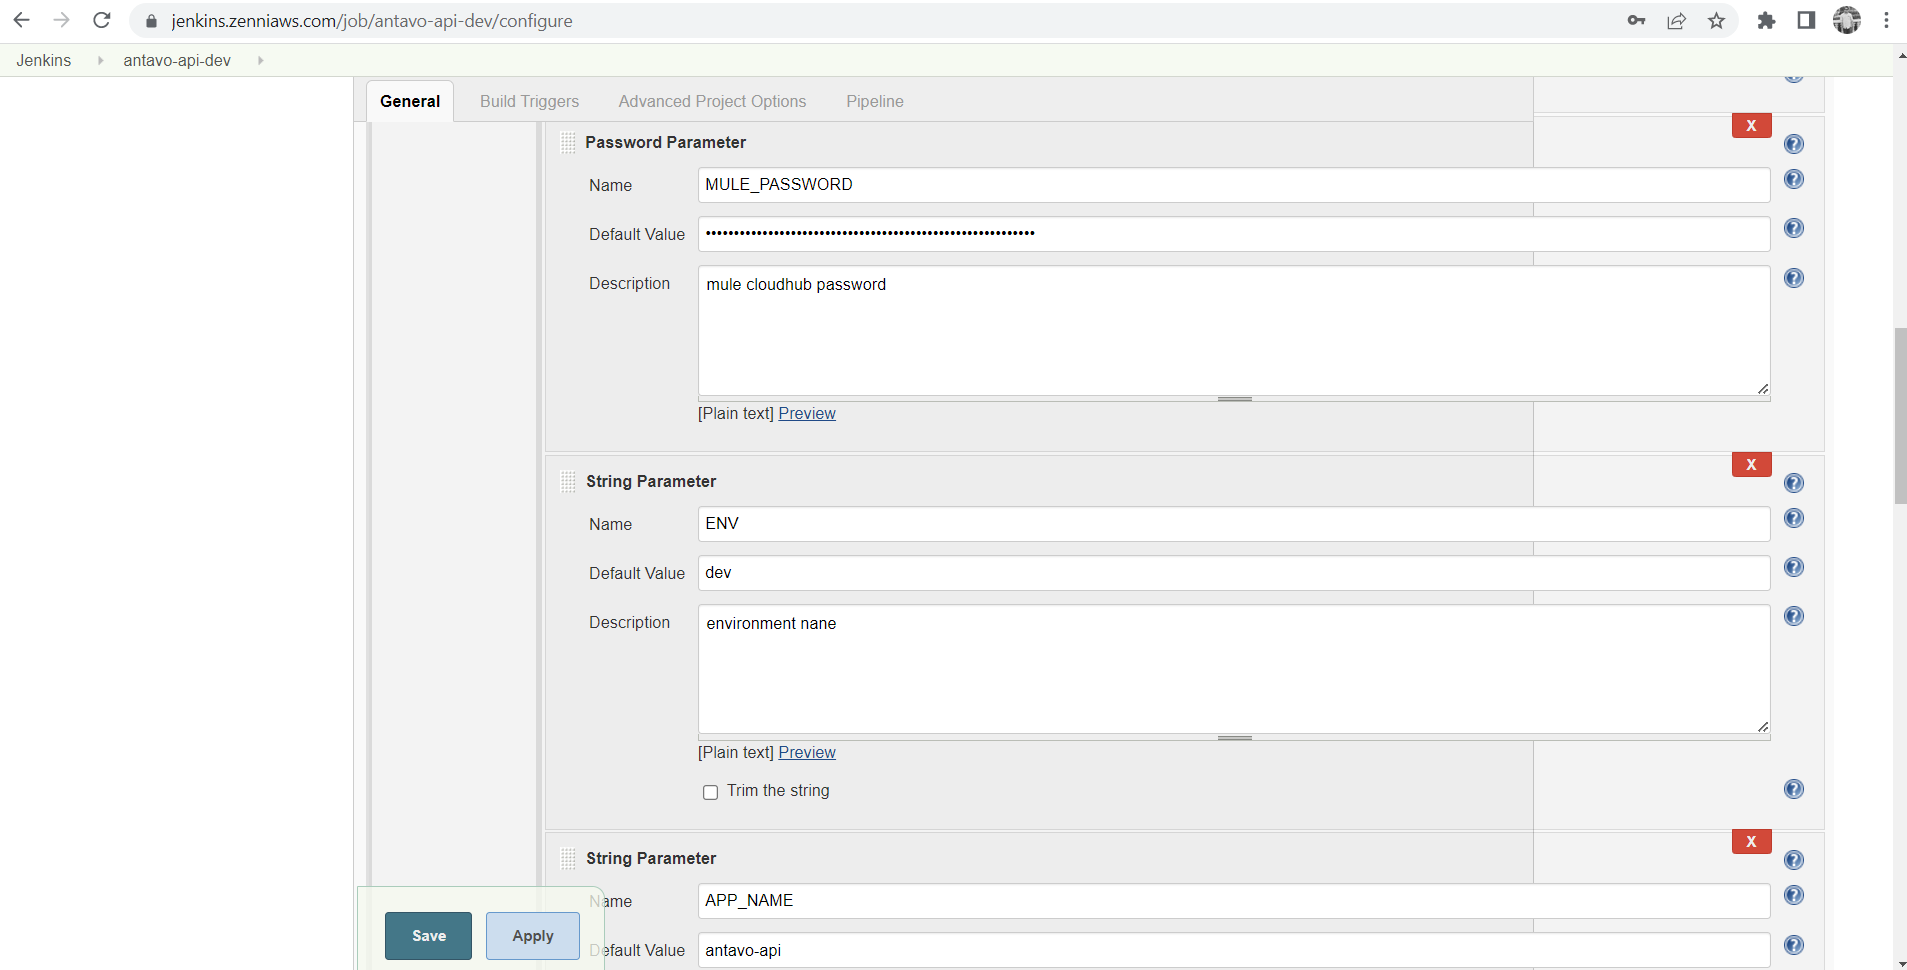 jenkins.zenniaws.com/job/antavo-api-dev/configure
Jenkins antavo-api-dev
General Build Triggers Advanced Project Options Pipeline
X
Password Parameter
Name MULE_PASSWORD
Default Value ••••••••••••••••••••••••••••••••••••••••••••••••••••••••••
Description mule cloudhub password
[Plain text] Preview
X
String Parameter
Name ENV
Default Value dev
Description environment nane
[Plain text] Preview
Trim the string
X
String Parameter
Name APP_NAME
Save Apply
Default Value antavo-api